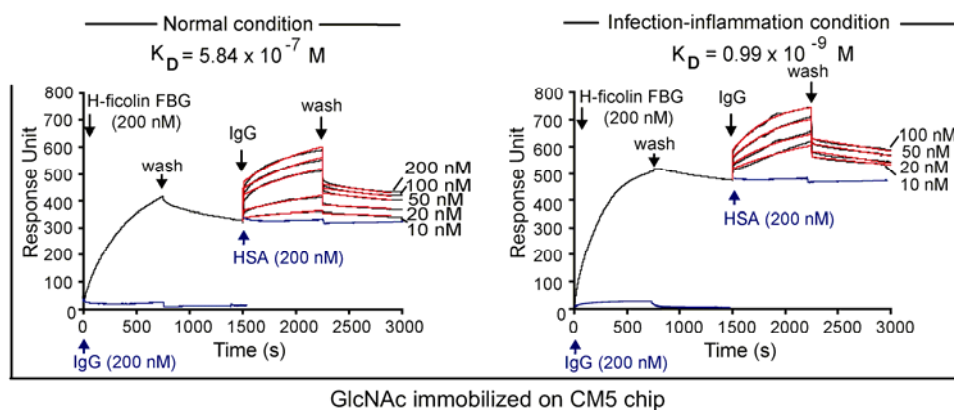 Normal condition
K_D = 5.84 x 10^-7 M
800
700
600
500
400
300
200
100
0
Response Unit
H-ficolin FBG
(200 nM)
wash
IgG
wash
200 nM
100 nM
50 nM
20 nM
10 nM
HSA (200 nM)
0 500 1000 1500 2000 2500 3000
Time (s)
IgG (200 nM)
Infection-inflammation condition
K_D = 0.99 x 10^-9 M
800
700
600
500
400
300
200
100
0
Response Unit
H-ficolin FBG
(200 nM)
wash
IgG
wash
100 nM
50 nM
20 nM
10 nM
HSA (200 nM)
0 500 1000 1500 2000 2500 3000
Time (s)
IgG (200 nM)
GlcNAc immobilized on CM5 chip